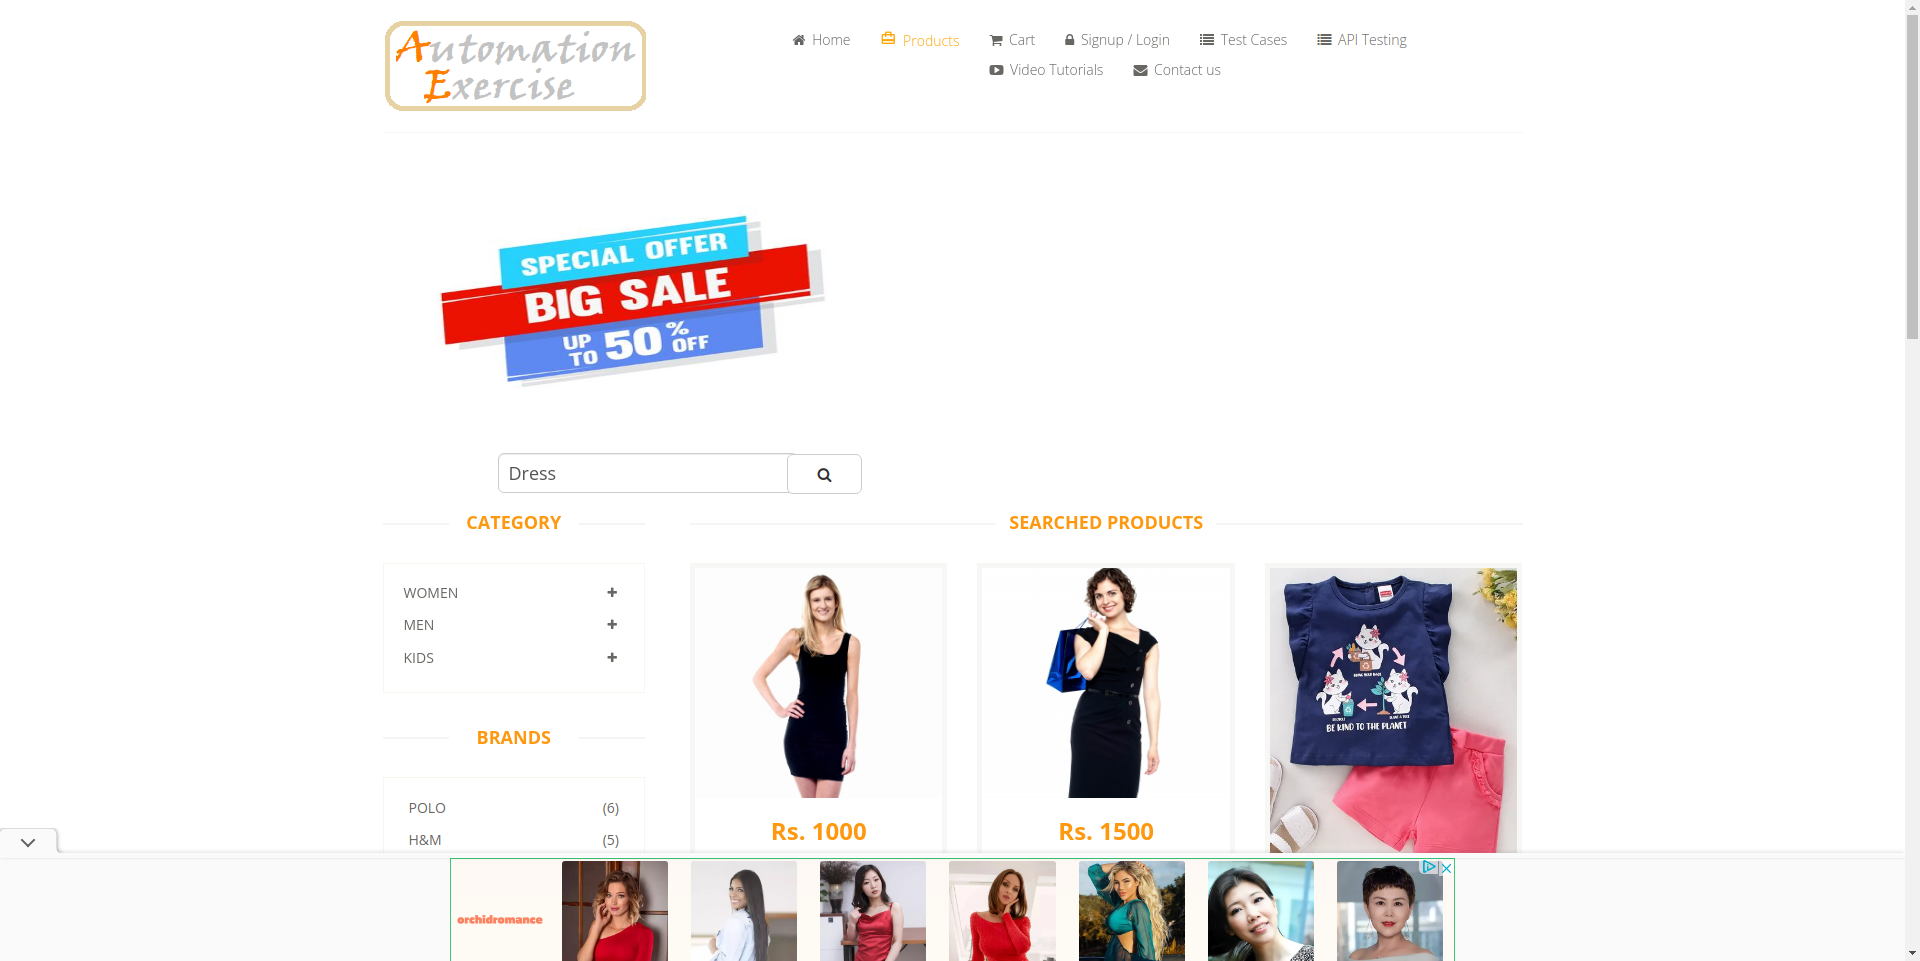 Automation
Exercise
Home
Products
Cart
Signup / Login
Test Cases
API Testing
Video Tutorials
Contact us
SPECIAL OFFER
BIG SALE
UP TO 50% OFF
Dress
CATEGORY
SEARCHED PRODUCTS
WOMEN
MEN
KIDS
BRANDS
POLO (6)
H&M (5)
BE KIND TO THE PLANET
Rs. 1000
Rs. 1500
orchidromance